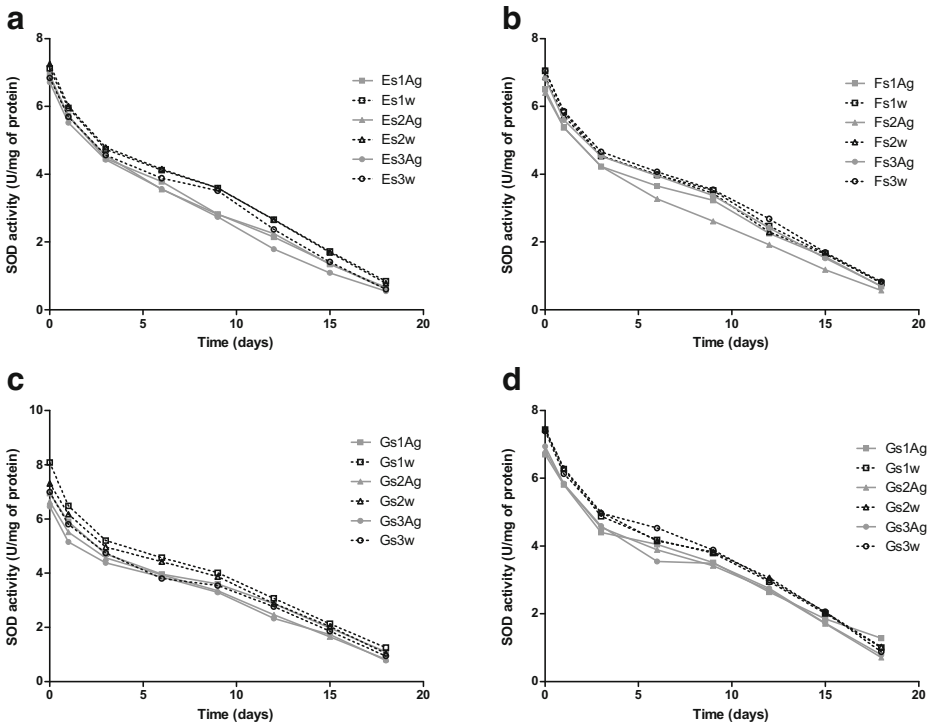 a
SOD activity (U/mg of protein)
8
6
4
2
0
0 5 10 15 20
Time (days)
Es1Ag
Es1w
Es2Ag
Es2w
Es3Ag
Es3w
b
SOD activity (U/mg of protein)
8
6
4
2
0
0 5 10 15 20
Time (days)
Fs1Ag
Fs1w
Fs2Ag
Fs2w
Fs3Ag
Fs3w
c
SOD activity (U/mg of protein)
10
8
6
4
2
0
0 5 10 15 20
Time (days)
Gs1Ag
Gs1w
Gs2Ag
Gs2w
Gs3Ag
Gs3w
d
SOD activity (U/mg of protein)
8
6
4
2
0
0 5 10 15 20
Time (days)
Gs1Ag
Gs1w
Gs2Ag
Gs2w
Gs3Ag
Gs3w